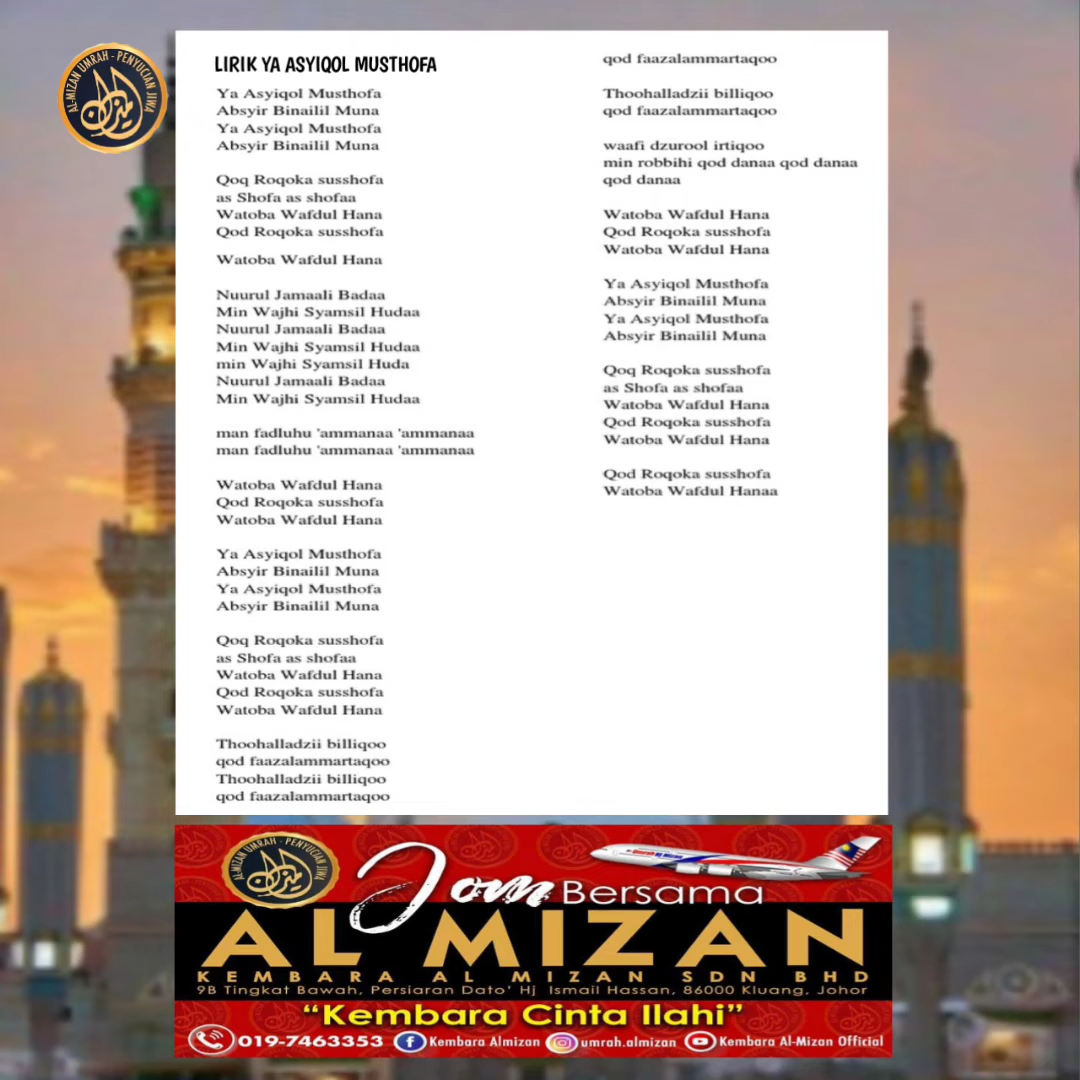 AL-MIZAN UMRAH - PENYUCIAN JIWA
LIRIK YA ASYIQOL MUSTHOFA
Ya Asyiqol Musthofa
Absyir Binailil Muna
Ya Asyiqol Musthofa
Absyir Binailil Muna
Qoq Roqoka susshofa
as Shofa as shofaa
Watoba Wafdul Hana
Qod Roqoka susshofa
Watoba Wafdul Hana
Nuurul Jamaali Badaa
Min Wajhi Syamsil Hudaa
Nuurul Jamaali Badaa
Min Wajhi Syamsil Hudaa
min Wajhi Syamsil Huda
Nuurul Jamaali Badaa
Min Wajhi Syamsil Hudaa
man fadluhu 'ammanaa 'ammanaa
man fadluhu 'ammanaa 'ammanaa
Watoba Wafdul Hana
Qod Roqoka susshofa
Watoba Wafdul Hana
Ya Asyiqol Musthofa
Absyir Binailil Muna
Ya Asyiqol Musthofa
Absyir Binailil Muna
Qoq Roqoka susshofa
as Shofa as shofaa
Watoba Wafdul Hana
Qod Roqoka susshofa
Watoba Wafdul Hana
Thoohalladzii billiqoo
qod faazalammartaqoo
Thoohalladzii billiqoo
qod faazalammartaqoo
qod faazalammartaqoo
Thoohalladzii billiqoo
qod faazalammartaqoo
waafi dzurool irtiqoo
min robbihi qod danaa qod danaa
qod danaa
Watoba Wafdul Hana
Qod Roqoka susshofa
Watoba Wafdul Hana
Ya Asyiqol Musthofa
Absyir Binailil Muna
Ya Asyiqol Musthofa
Absyir Binailil Muna
Qoq Roqoka susshofa
as Shofa as shofaa
Watoba Wafdul Hana
Qod Roqoka susshofa
Watoba Wafdul Hana
Qod Roqoka susshofa
Watoba Wafdul Hanaa
AL-MIZAN UMRAH - PENYUCIAN JIWA
Jom Bersama
AL MIZAN
KEMBARA AL MIZAN SDN BHD
9B Tingkat Bawah, Persiaran Dato' Hj Ismail Hassan, 86000 Kluang, Johor
"Kembara Cinta Ilahi"
019-7463353 Kembara Almizan umrah.almizan Kembara Al-Mizan Official